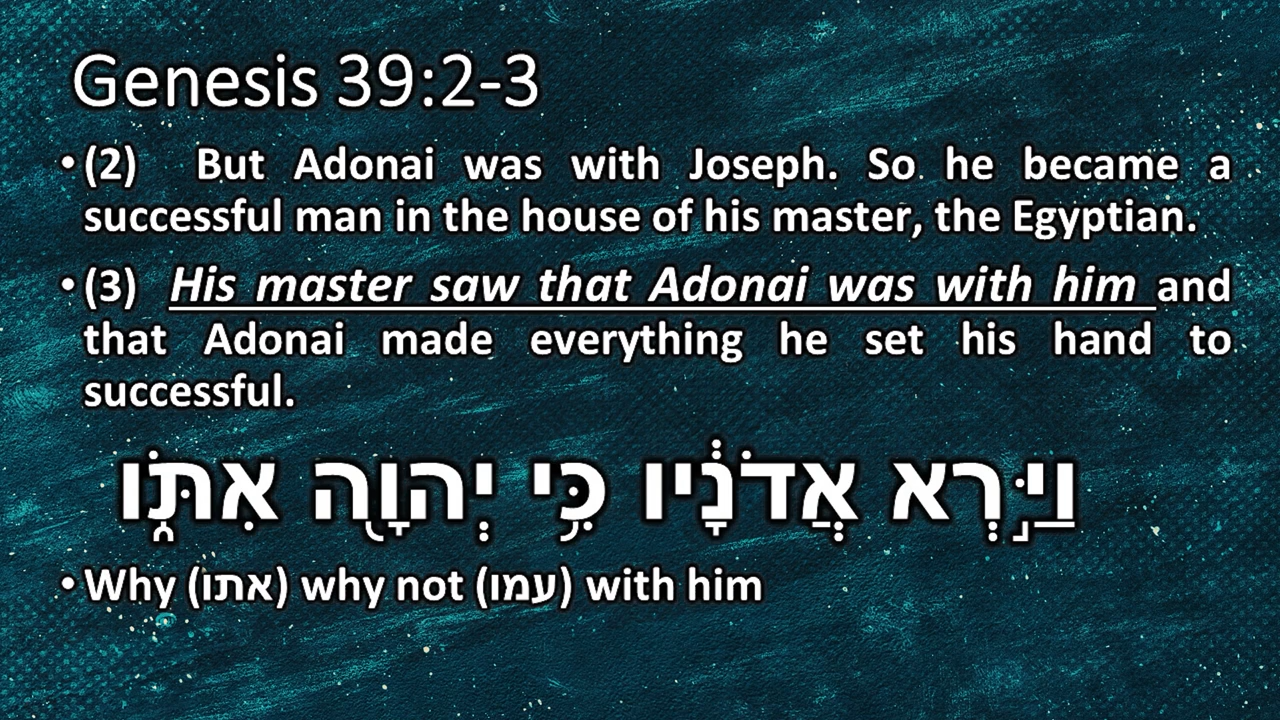 Genesis 39:2-3
• (2) But Adonai was with Joseph. So he became a
successful man in the house of his master, the Egyptian.
• (3) His master saw that Adonai was with him and
that Adonai made everything he set his hand to
successful.
וַיַּ֣רְא אֲדֹנָ֔יו כִּ֥י יְהוָ֖ה אִתֹּ֑ו
• Why (אתו) why not (עמו) with him